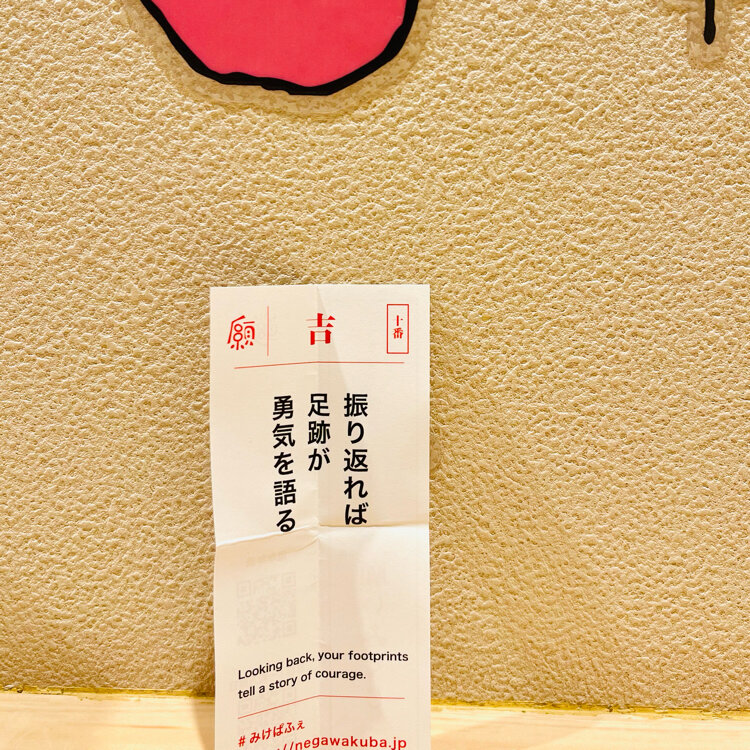 願
吉
十番
振り返れば
足跡が
勇気を語る
Looking back, your footprints
tell a story of courage.
#みけぱふぇ
//negawakuba.jp